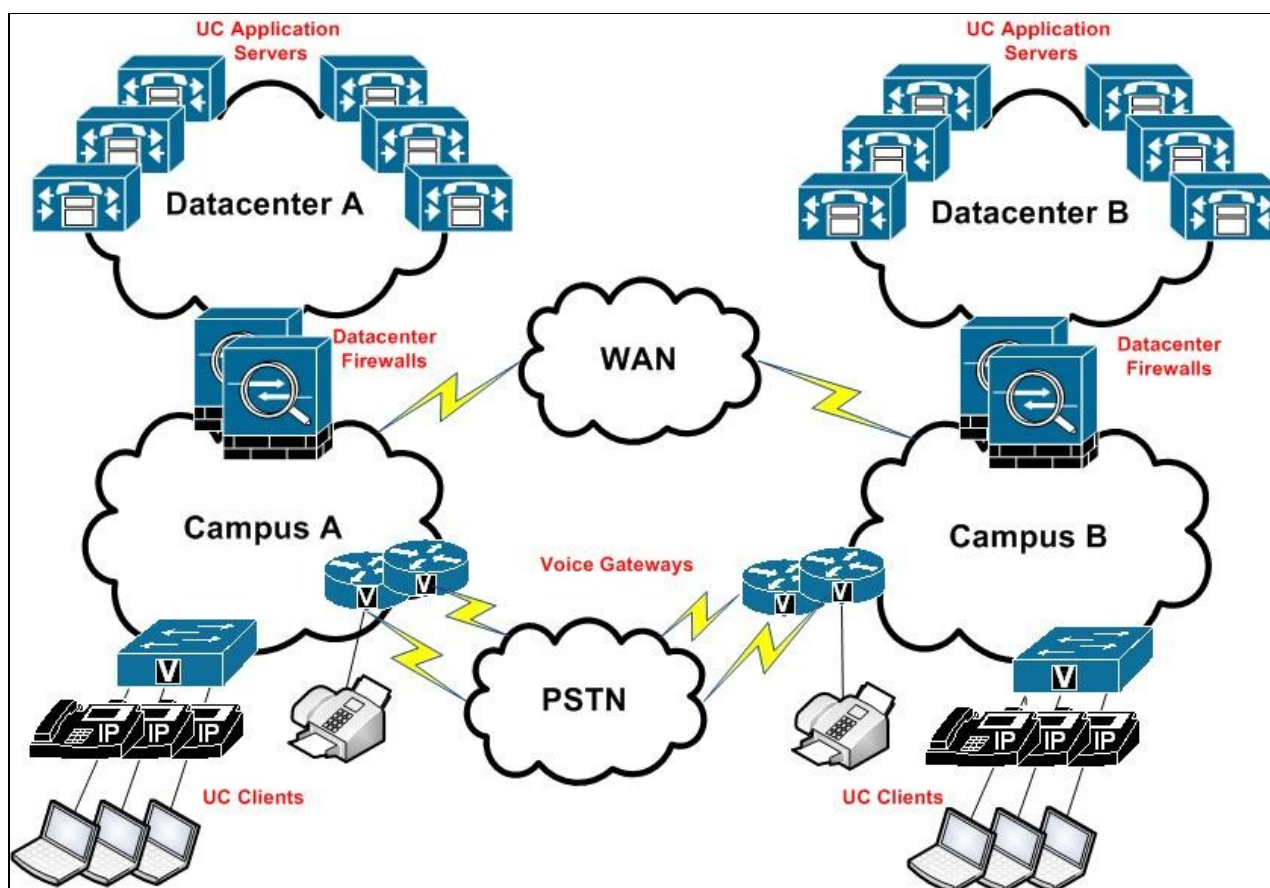 UC Application
Servers
UC Application
Servers
Datacenter A
Datacenter B
Datacenter
Firewalls
WAN
Datacenter
Firewalls
Campus A
Campus B
Voice Gateways
V
V
V
V
V
V
PSTN
IP
IP
IP
IP
IP
IP
UC Clients
UC Clients